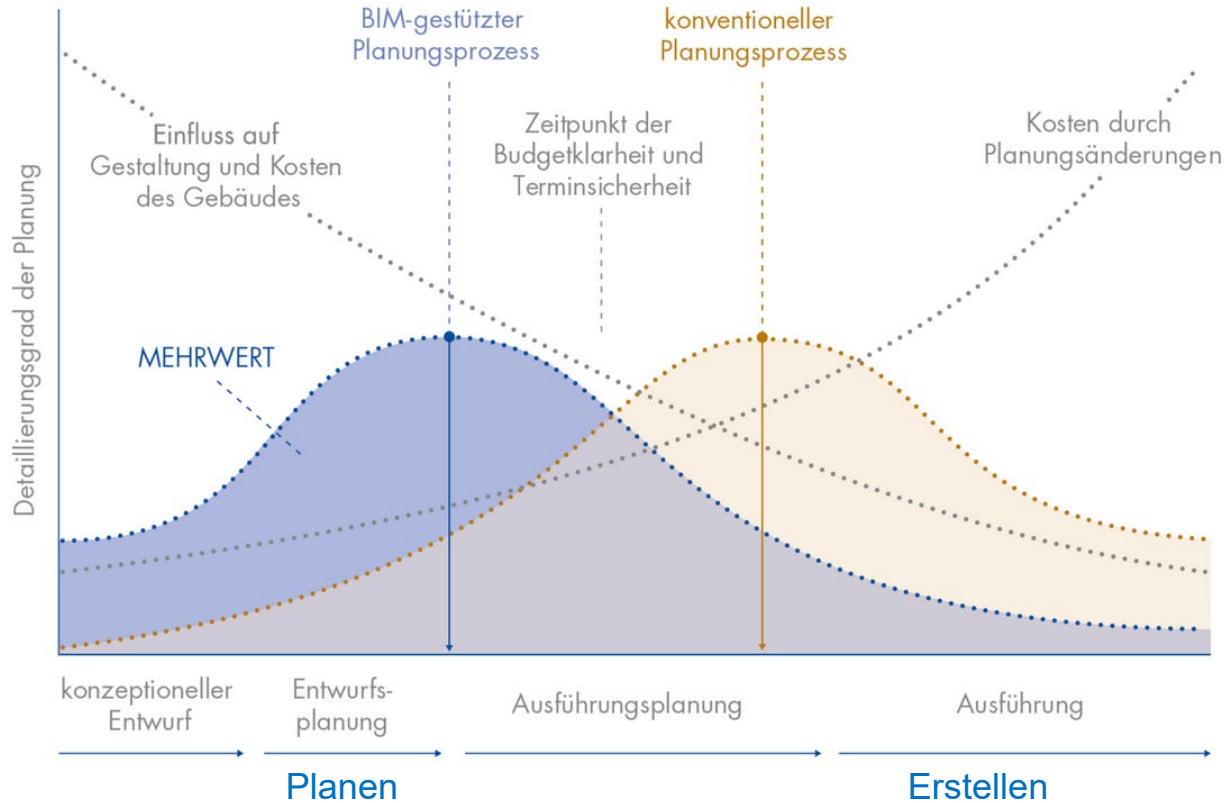 BIM-gestützter
Planungsprozess
konventioneller
Planungsprozess
Einfluss auf
Gestaltung und Kosten
des Gebäudes
Zeitpunkt der
Budgetklarheit und
Terminsicherheit
Kosten durch
Planungsänderungen
Detaillierungsgrad der Planung
MEHRWERT
konzeptioneller
Entwurf
Entwurfs-
planung
Ausführungsplanung
Ausführung
Planen
Erstellen